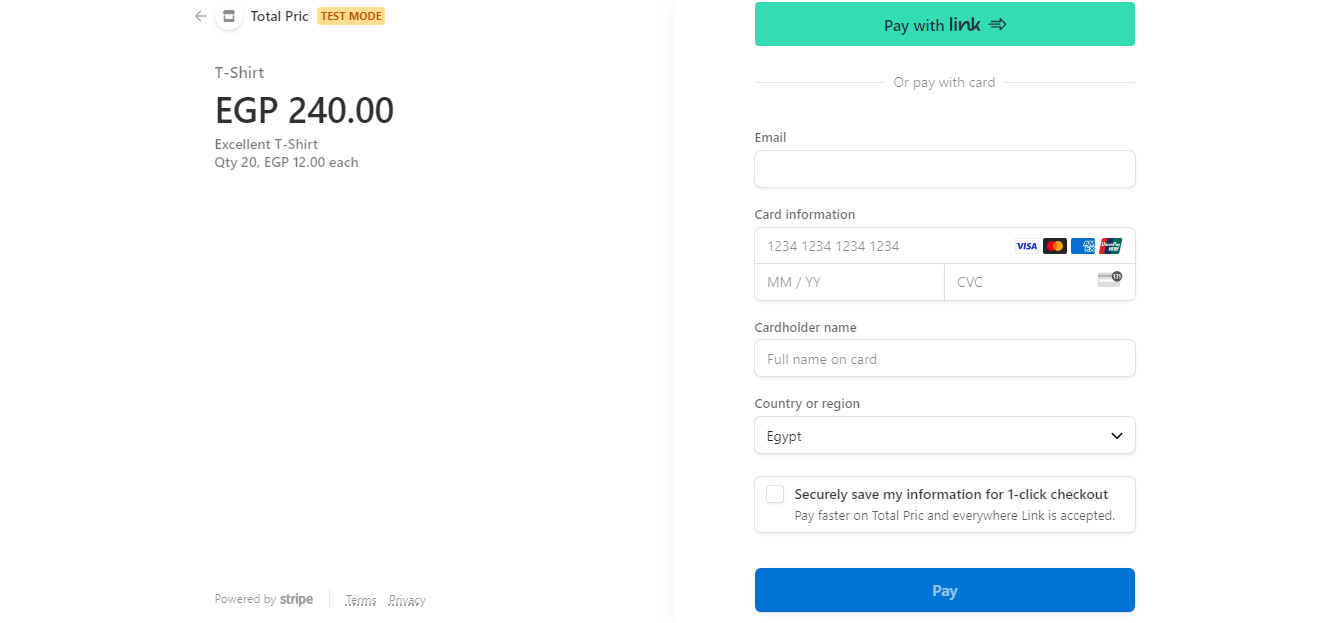 Total Pric TEST MODE
T-Shirt
EGP 240.00
Excellent T-Shirt
Qty 20, EGP 12.00 each
Powered by stripe
Terms Privacy
Pay with link
Or pay with card
Email
Card information
1234 1234 1234 1234 VISA
MM / YY CVC 135
Cardholder name
Full name on card
Country or region
Egypt
Securely save my information for 1-click checkout
Pay faster on Total Pric and everywhere Link is accepted.
Pay